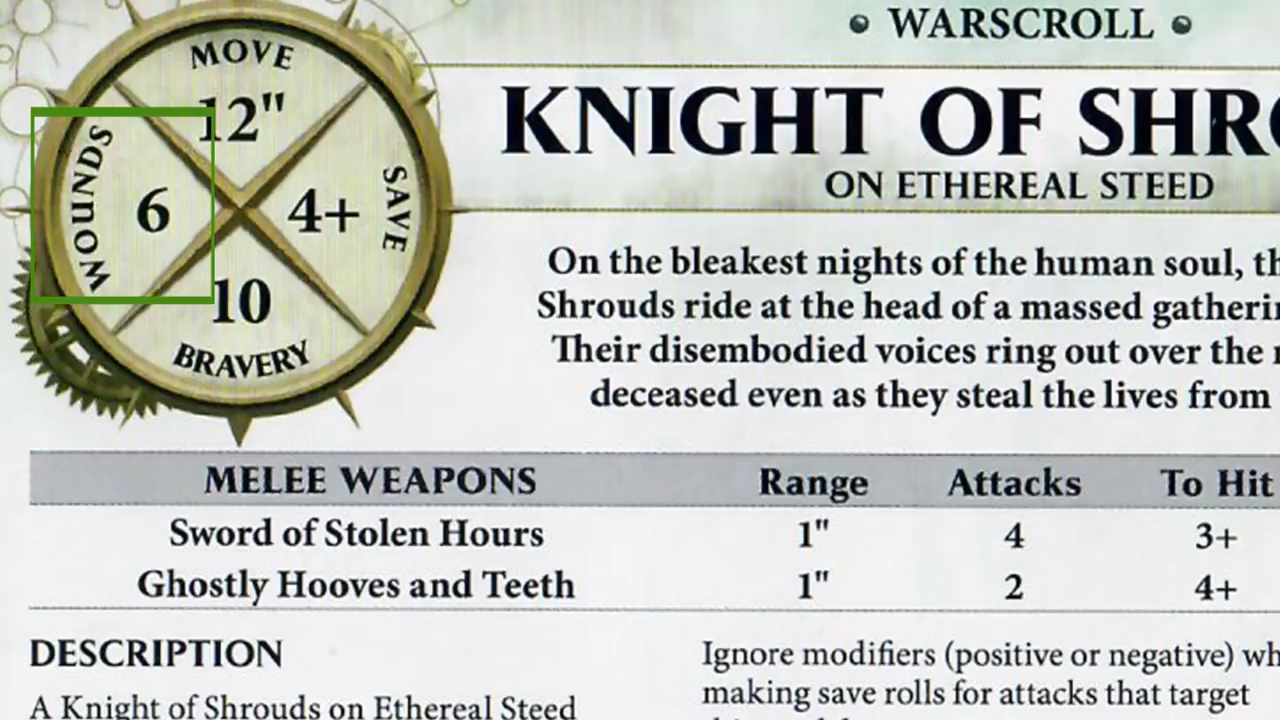 WARSCROLL
MOVE
12"
WOUNDS
6
4+
SAVE
10
BRAVERY
KNIGHT OF
ON ETHEREAL STEED
On the bleakest nights of the human soul,
Shrouds ride at the head of a massed
Their disembodied voices ring out over the
deceased even as they steal the lives from
MELEE WEAPONS Range Attacks To Hit
Sword of Stolen Hours 1" 4 3+
Ghostly Hooves and Teeth 1" 2 4+
DESCRIPTION
A Knight of Shrouds on Ethereal Steed
Ignore modifiers (positive or negative)
making save rolls for attacks that target